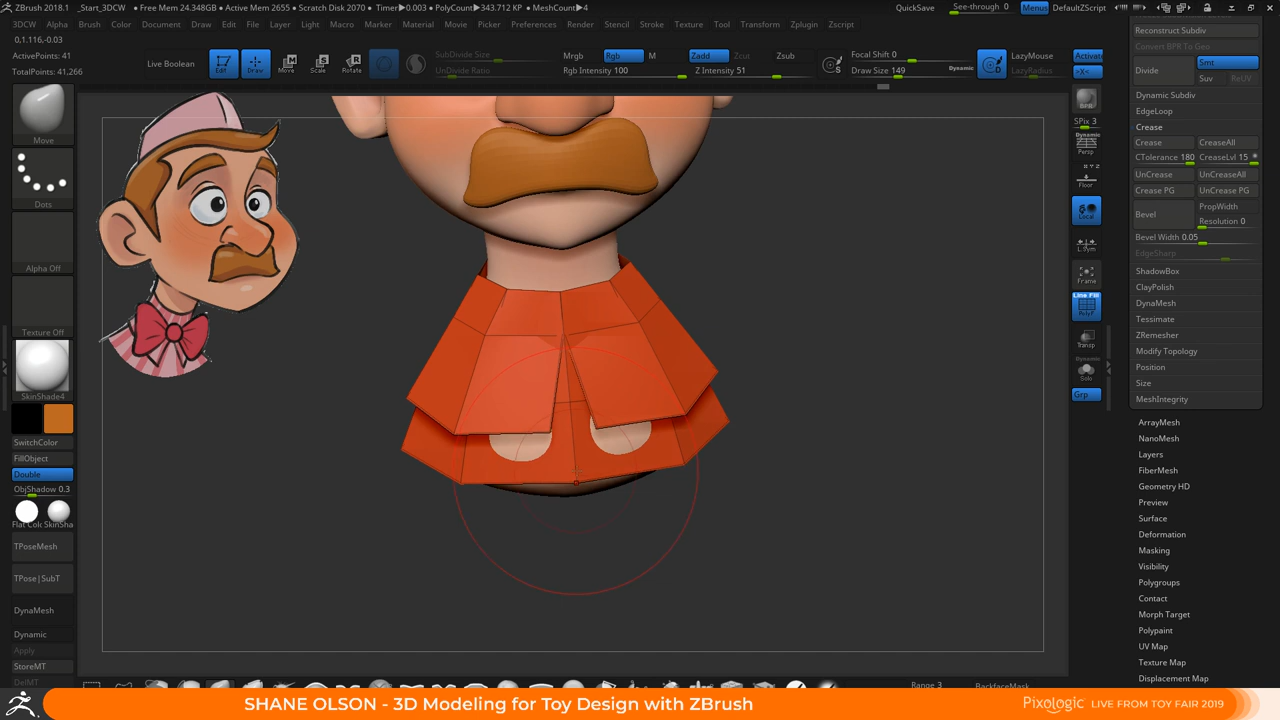 ZBrush 2018.1
_Start_3DCW
• Free Mem 24.348GB • Active Mem 2655 • Scratch Disk 2070 • Timer▶0.003 • PolyCount▶343.712 KP • MeshCount▶4
QuickSave
See-through 0
Menus
DefaultZScript
3DCW Alpha Brush Color Document Draw Edit File Layer Light Macro Marker Material Movie Picker Preferences Render Stencil Stroke Texture Tool Transform Zplugin Zscript
0.1.116,-0.03
ActivePoints: 41
TotalPoints: 41,266
Live Boolean
Edit
Draw
Move
Scale
Rotate
SubDivide Size
UnDivide Ratio
Mrgb Rgb M
Rgb Intensity 100
Zadd Zcut Zsub
Z Intensity 51
Focal Shift 0
Draw Size 149
Dynamic
LazyMouse
LazyRadius
Move
Dots
Alpha Off
Texture Off
SkinShade4
SwitchColor
FillObject
Double
ObjShadow 0.3
Flat Colc SkinSha
TPoseMesh
TPose|SubT
DynaMesh
Dynamic
Apply
StoreMT
DelMT
BPR
SPix 3
Dynamic
Persp
Floor
Local
L.Sym
Frame
Line Fill
PolyF
Transp
Dynamic
Solo
Grp
Reconstruct Subdiv
Convert BPR To Geo
Divide
Smt
Suv ReUV
Dynamic Subdiv
EdgeLoop
Crease
Crease CreaseAll
CTolerance 180 CreaseLvl 15
UnCrease UnCreaseAll
Crease PG UnCrease PG
Bevel
PropWidth
Resolution 0
Bevel Width 0.05
EdgeSharp
ShadowBox
ClayPolish
DynaMesh
Tessimate
ZRemesher
Modify Topology
Position
Size
MeshIntegrity
ArrayMesh
NanoMesh
Layers
FiberMesh
Geometry HD
Preview
Surface
Deformation
Masking
Visibility
Polygroups
Contact
Morph Target
Polypaint
UV Map
Texture Map
Displacement Map
Range 3
BackfaceMask
SHANE OLSON - 3D Modeling for Toy Design with ZBrush
PIXOLOGIC LIVE FROM TOY FAIR 2019